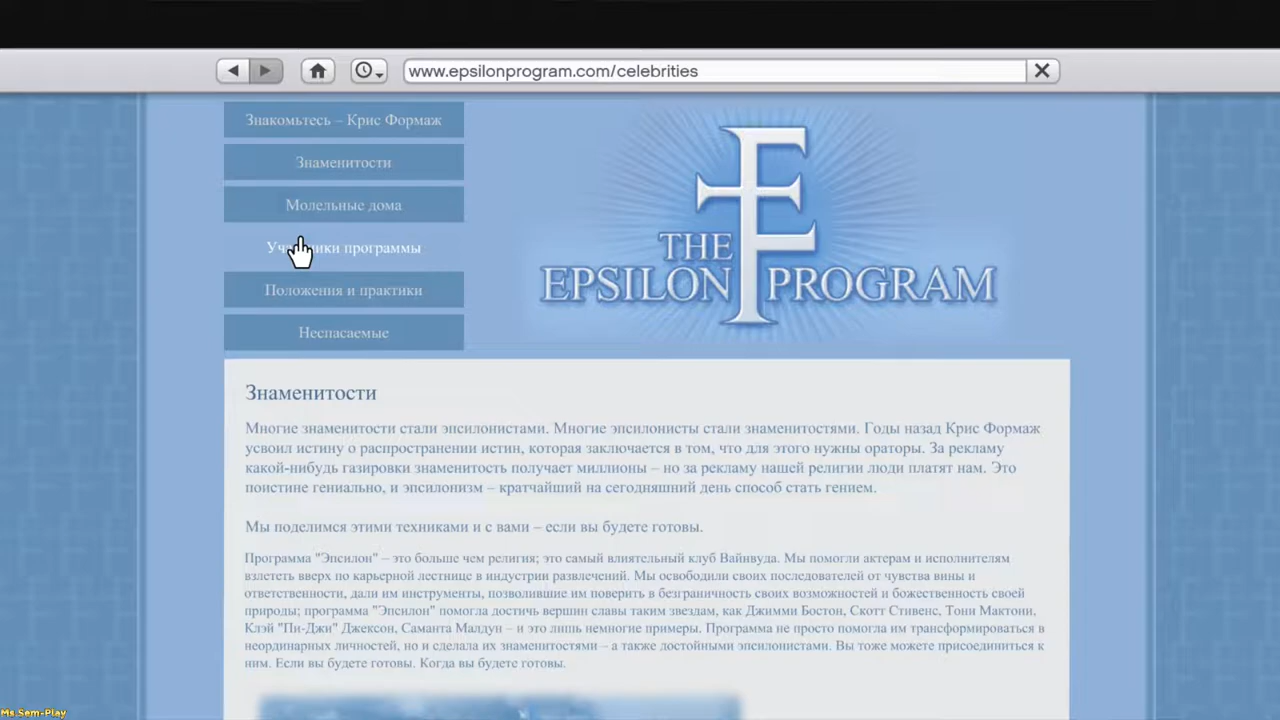 www.epsilonprogram.com/celebrities
Знакомьтесь – Крис Формаж
Знаменитости
Молельные дома
программы
Положения и практики
Неспасаемые
THE
EPSILON PROGRAM
Знаменитости
Многие знаменитости стали эпсилонистами. Многие эпсилонисты стали знаменитостями. Годы назад Крис Формаж
усвоил истину о распространении истин, которая заключается в том, что для этого нужны ораторы. За рекламу
какой-нибудь газировки знаменитость получает миллионы – но за рекламу нашей религии люди платят нам. Это
поистине гениально, и эпсилонизм – кратчайший на сегодняшний день способ стать гением.
Мы поделимся этими техниками и с вами – если вы будете готовы.
Программа "Эпсилон" – это больше чем религия; это самый влиятельный клуб Вайнвуда. Мы помогли актерам и исполнителям
взлететь вверх по карьерной лестнице в индустрии развлечений. Мы освободили своих последователей от чувства вины и
ответственности, дали им инструменты, позволившие им поверить в безграничность своих возможностей и божественность своей
природы; программа "Эпсилон" помогла достичь вершин славы таким звездам, как Джимми Бостон, Скотт Стивенс, Тони Мактони,
Клэй "Пи-Джи" Джексон, Саманта Малдун – и это лишь немногие примеры. Программа не просто помогла им трансформироваться в
неординарных личностей, но и сделала их знаменитостями – а также достойными эпсилонистами. Вы тоже можете присоединиться к
ним. Если вы будете готовы. Когда вы будете готовы.
Ms.Sem-Play